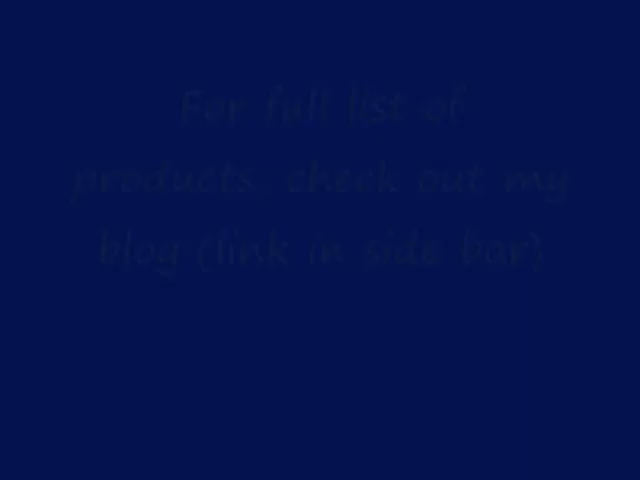 For full list of
products, check out my
blog (link in side bar)